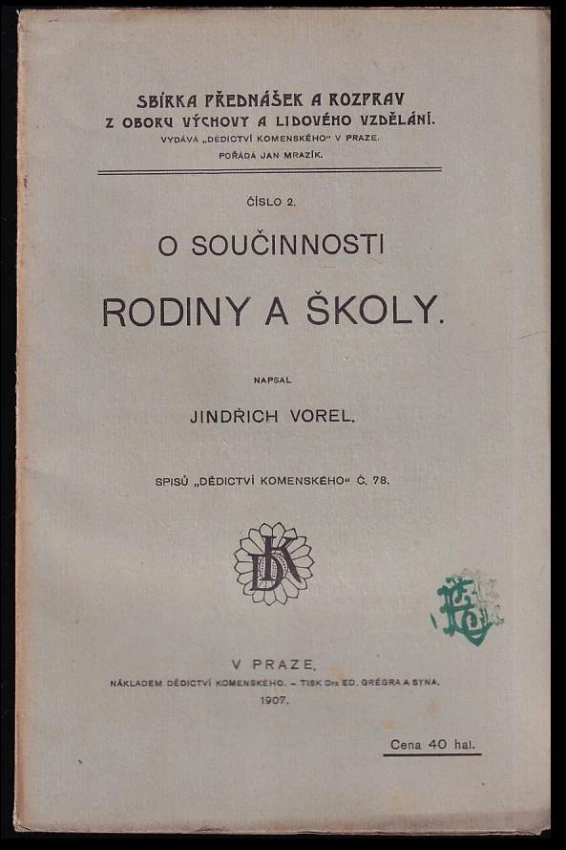 SBÍRKA PŘEDNÁŠEK A ROZPRAV
Z OBORU VÝCHOVY A LIDOVÉHO VZDĚLÁNÍ.
VYDÁVÁ „DĚDICTVÍ KOMENSKÉHO“ V PRAZE.
POŘÁDÁ JAN MRAZÍK.
ČÍSLO 2.
O SOUČINNOSTI
RODINY A ŠKOLY.
NAPSAL
JINDŘICH VOREL.
SPISŮ „DĚDICTVÍ KOMENSKÉHO“ Č. 78.
DK
V PRAZE.
NÁKLADEM DĚDICTVÍ KOMENSKÉHO. – TISK Dra ED. GRÉGRA A SYNA.
1907.
Cena 40 hal.